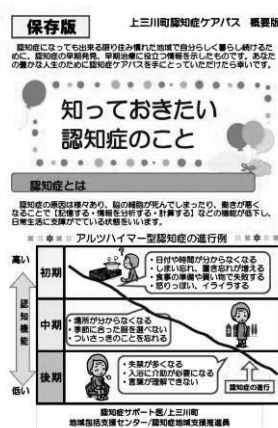 保存版
上三川町認知症ケアパス 概要版
認知症になっても出来る限り住み慣れた地域で自分らしく暮らし続けるた
めに、認知症の早期発見、早期治療に役立つ情報を示したものです。あなた
の豊かな人生のために認知症ケアパスを手にとっていただけたら幸いです。
知っておきたい
認知症のこと
認知症とは
認知症の原因は様々あり、脳の細胞が死んでしまったり、働きが悪く
なることで【記憶する・情報を分析する・計算する】などの機能が低下し、
日常生活に支障がでている状態をいいます。
アルツハイマー型認知症の進行例
高い
認知機能
低い
初期
・日付や時間が分からなくなる
・しまい忘れ、置き忘れが増える
・食事の準備や買い物で失敗する
・怒りっぽい、イライラする
中期
・場所が分からなくなる
・季節に合った服を選べない
・ついさっきのことを忘れる
後期
・失禁が多くなる
・入浴に介助が必要になる
・言葉が理解できない
認知症の進行
認知症サポート医/上三川町
地域包括支援センター/認知症地域支援推進員